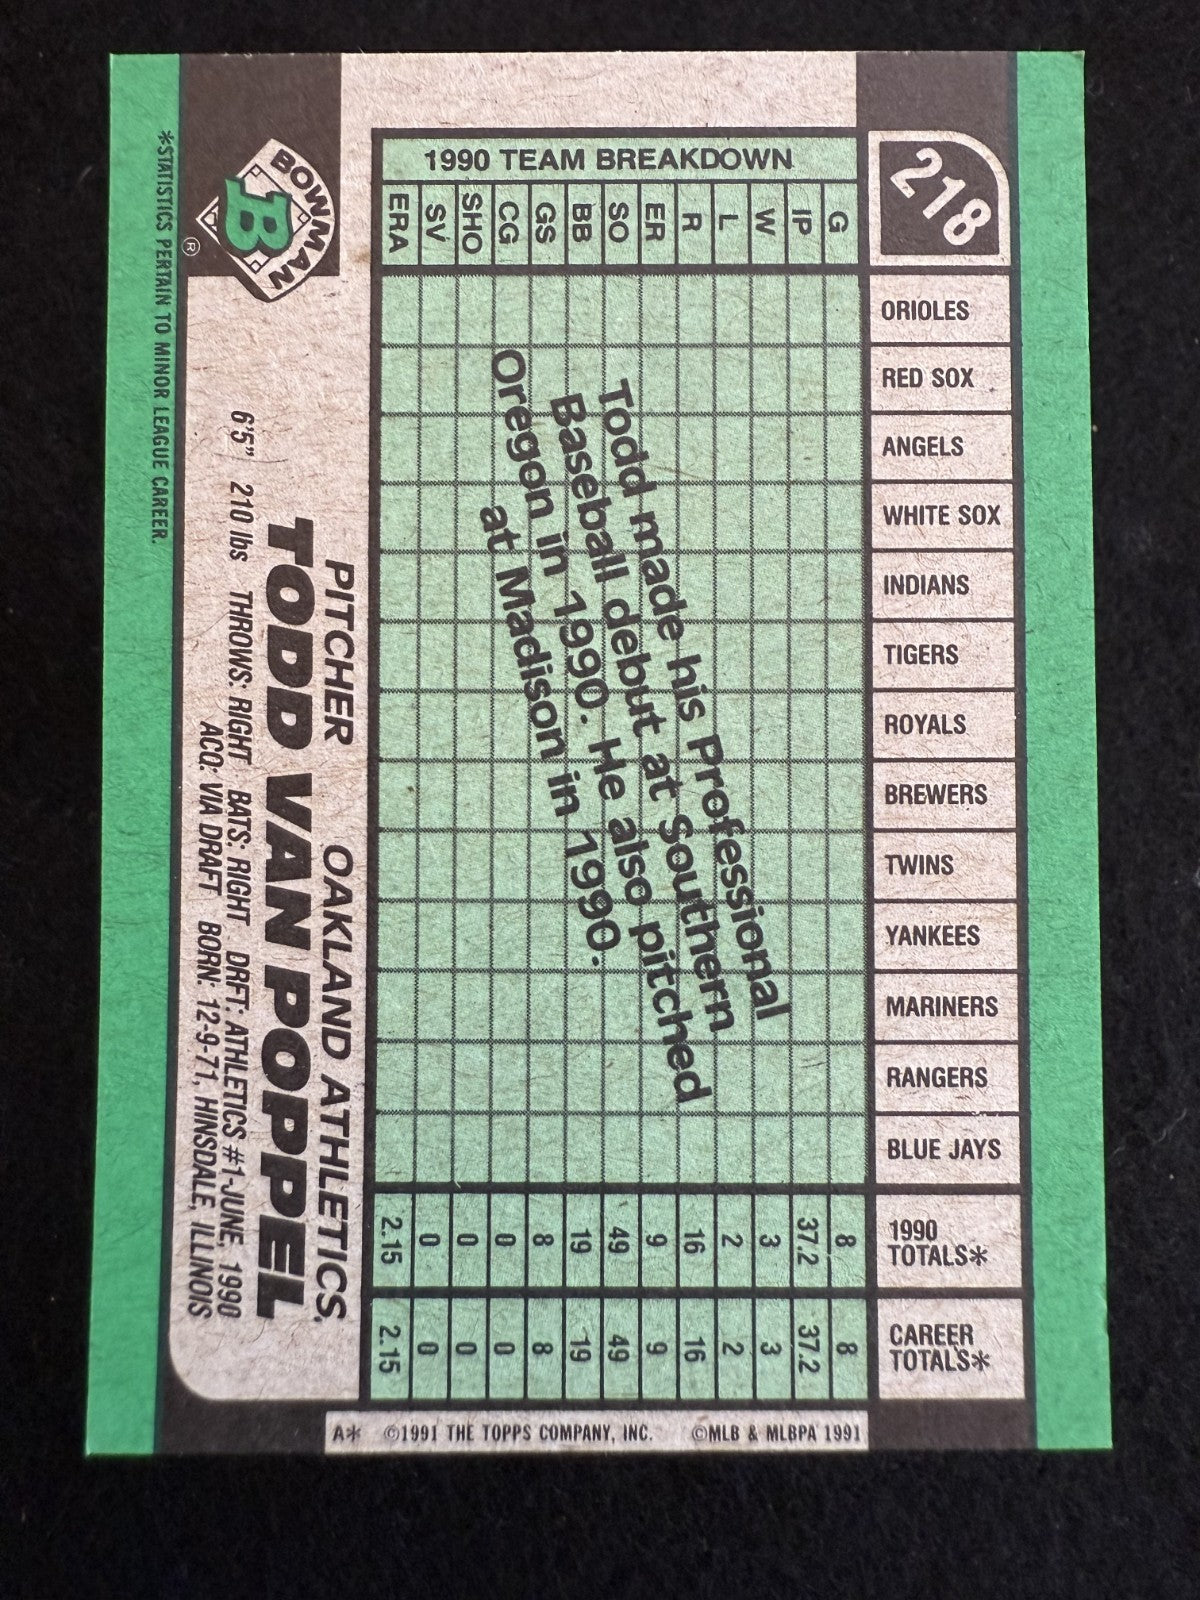 218
1990 TEAM BREAKDOWN
G IP W L R ER SO BB GS CG SHO SV ERA
ORIOLES
RED SOX
ANGELS
WHITE SOX
INDIANS
TIGERS
ROYALS
BREWERS
TWINS
YANKEES
MARINERS
RANGERS
BLUE JAYS
1990
TOTALS*
8 37.2 3 2 16 9 49 19 8 0 0 0 2.15
CAREER
TOTALS*
8 37.2 3 2 16 9 49 19 8 0 0 0 2.15
Todd made his Professional
Baseball debut at Southern
Oregon in 1990. He also pitched
at Madison in 1990.
A* ©1991 THE TOPPS COMPANY, INC. ©MLB & MLBPA 1991
BOWMAN
B
®
PITCHER OAKLAND ATHLETICS
TODD VAN POPPEL
6'5" 210 lbs THROWS: RIGHT BATS: RIGHT DRFT: ATHLETICS #1-JUNE, 1990
ACQ: VIA DRAFT BORN: 12-9-71, HINSDALE, ILLINOIS
*STATISTICS PERTAIN TO MINOR LEAGUE CAREER.